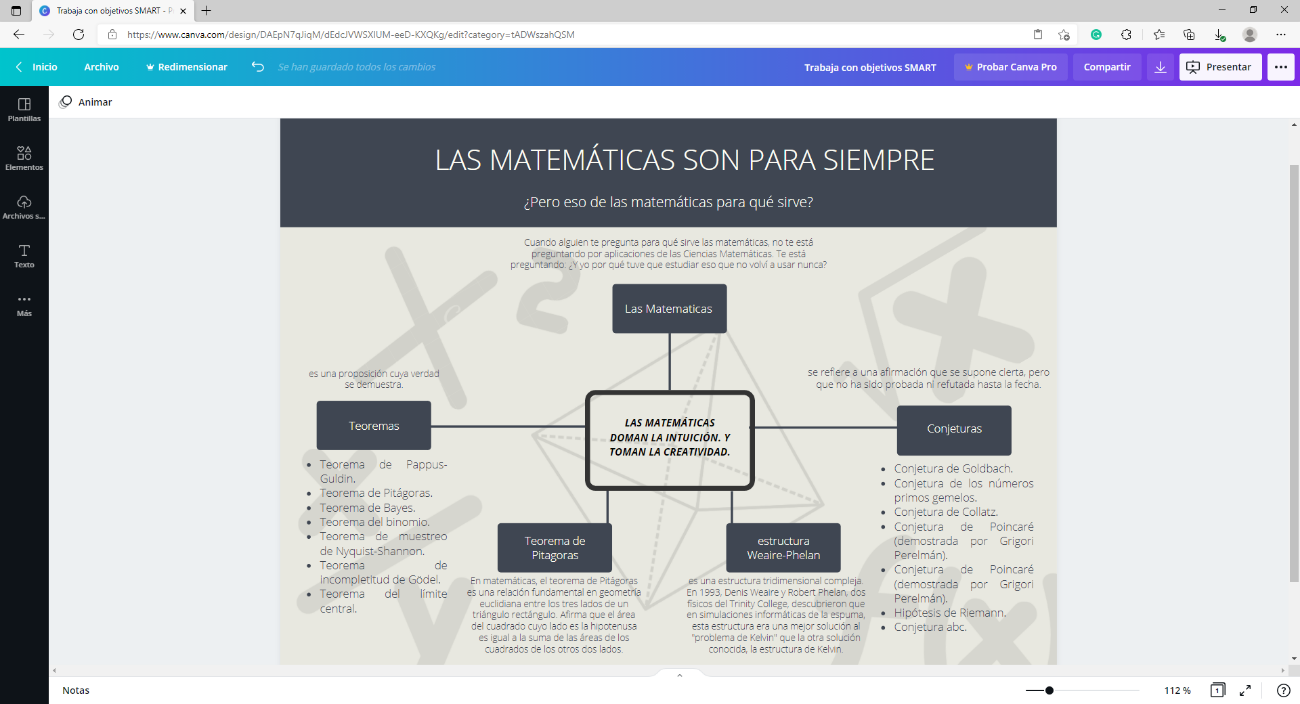 Trabaja con objetivos SMART - P
https://www.canva.com/design/DAEpN7qJiqM/dEdcJVWSXIUM-eeD-KXQKg/edit?category=tADWszahQSM
Inicio
Archivo
Redimensionar
Se han guardado todos los cambios
Trabaja con objetivos SMART
Probar Canva Pro
Compartir
Presentar
Plantillas
Elementos
Archivos s...
Texto
Más
Animar
LAS MATEMÁTICAS SON PARA SIEMPRE
¿Pero eso de las matemáticas para qué sirve?
Cuando alguien te pregunta para qué sirve las matemáticas, no te está
preguntando por aplicaciones de las Ciencias Matemáticas. Te está
preguntando: ¿Y yo por qué tuve que estudiar eso que no volví a usar nunca?
Las Matematicas
es una proposición cuya verdad
se demuestra.
Teoremas
• Teorema de Pappus-
Guldin.
• Teorema de Pitágoras.
• Teorema de Bayes.
• Teorema del binomio.
• Teorema de muestreo
de Nyquist-Shannon.
• Teorema de
incompletitud de Gödel.
• Teorema del límite
central.
LAS MATEMÁTICAS
DOMAN LA INTUICIÓN. Y
TOMAN LA CREATIVIDAD.
se refiere a una afirmación que se supone cierta, pero
que no ha sido probada ni refutada hasta la fecha.
Conjeturas
• Conjetura de Goldbach.
• Conjetura de los números
primos gemelos.
• Conjetura de Collatz.
• Conjetura de Poincaré
(demostrada por Grigori
Perelmán).
• Conjetura de Poincaré
(demostrada por Grigori
Perelmán).
• Hipótesis de Riemann.
• Conjetura abc.
Teorema de
Pitagoras
En matemáticas, el teorema de Pitágoras
es una relación fundamental en geometría
euclidiana entre los tres lados de un
triángulo rectángulo. Afirma que el área
del cuadrado cuyo lado es la hipotenusa
es igual a la suma de las áreas de los
cuadrados de los otros dos lados.
estructura
Weaire-Phelan
es una estructura tridimensional compleja.
En 1993, Denis Weaire y Robert Phelan, dos
físicos del Trinity College, descubrieron que
en simulaciones informáticas de la espuma,
esta estructura era una mejor solución al
"problema de Kelvin" que la otra solución
conocida, la estructura de Kelvin.
Notas
112 %
1